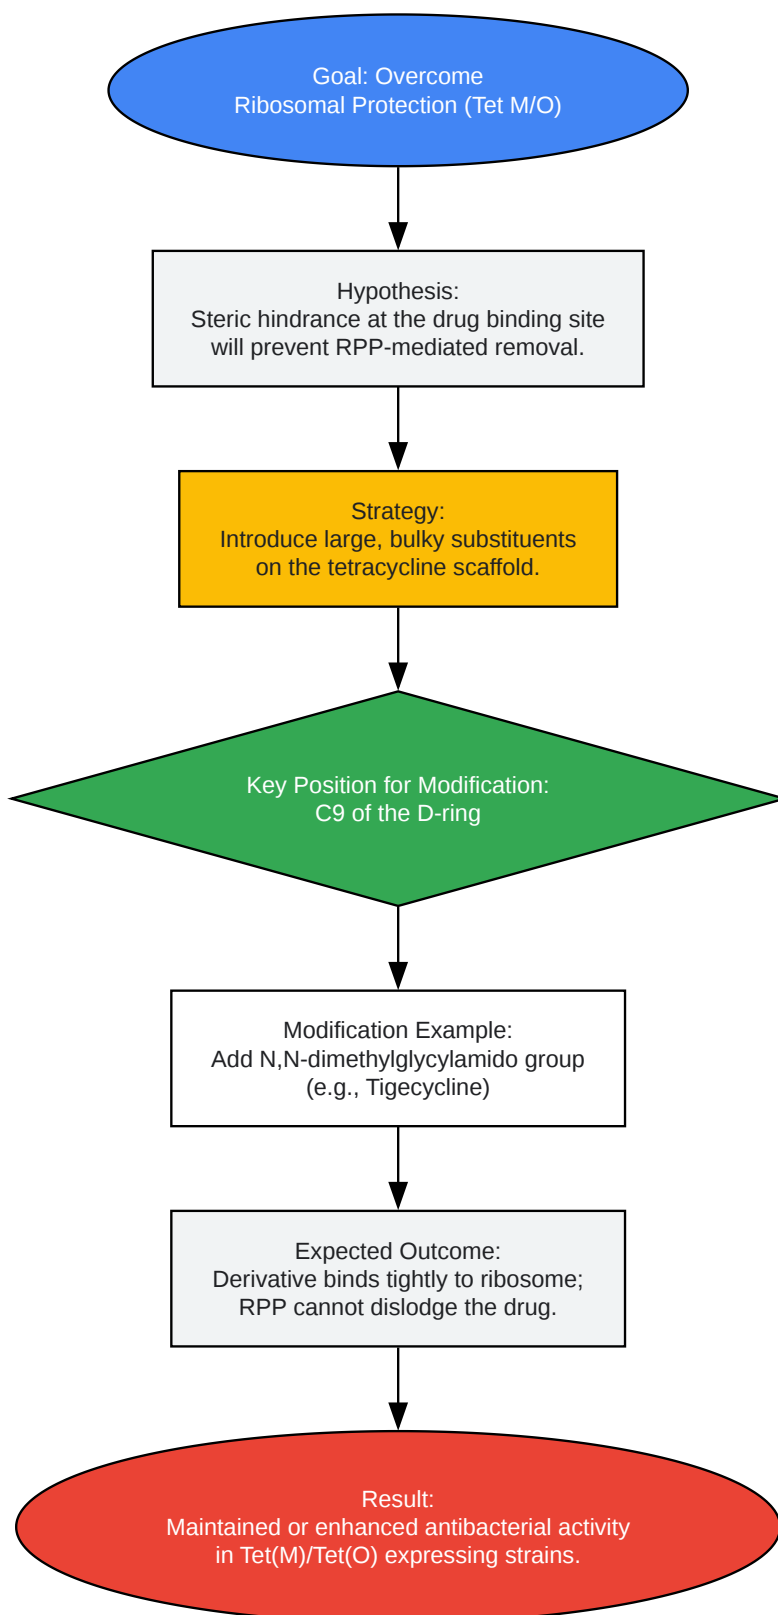 Goal: Overcome
Ribosomal Protection (Tet M/O)
Hypothesis:
Steric hindrance at the drug binding site
will prevent RPP-mediated removal.
Strategy:
Introduce large, bulky substituents
on the tetracycline scaffold.
Key Position for Modification:
C9 of the D-ring
Modification Example:
Add N,N-dimethylglycylamido group
(e.g., Tigecycline)
Expected Outcome:
Derivative binds tightly to ribosome;
RPP cannot dislodge the drug.
Result:
Maintained or enhanced antibacterial activity
in Tet(M)/Tet(O) expressing strains.